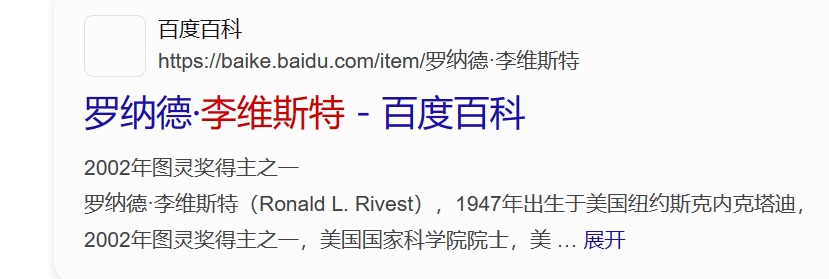 百度百科
https://baike.baidu.com/item/罗纳德·李维斯特
罗纳德·李维斯特 - 百度百科
2002年图灵奖得主之一
罗纳德·李维斯特（Ronald L. Rivest），1947年出生于美国纽约斯克内克塔迪，
2002年图灵奖得主之一，美国国家科学院院士，美 ... 展开